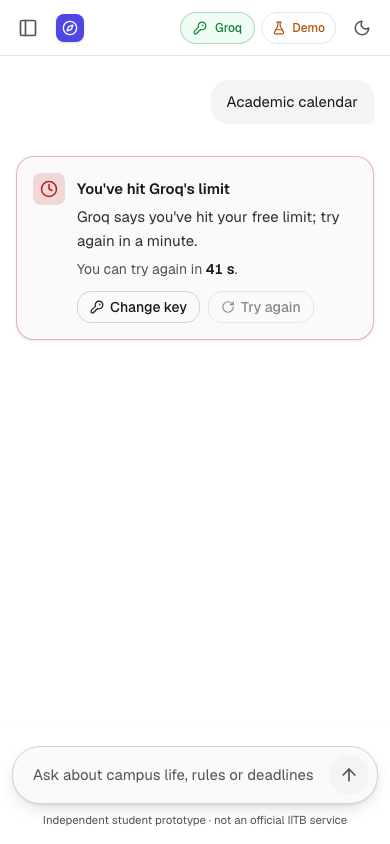 Groq
Demo
Academic calendar
You've hit Groq's limit
Groq says you've hit your free limit; try
again in a minute.
You can try again in 41 s.
Change key
Try again
Ask about campus life, rules or deadlines
Independent student prototype · not an official IITB service